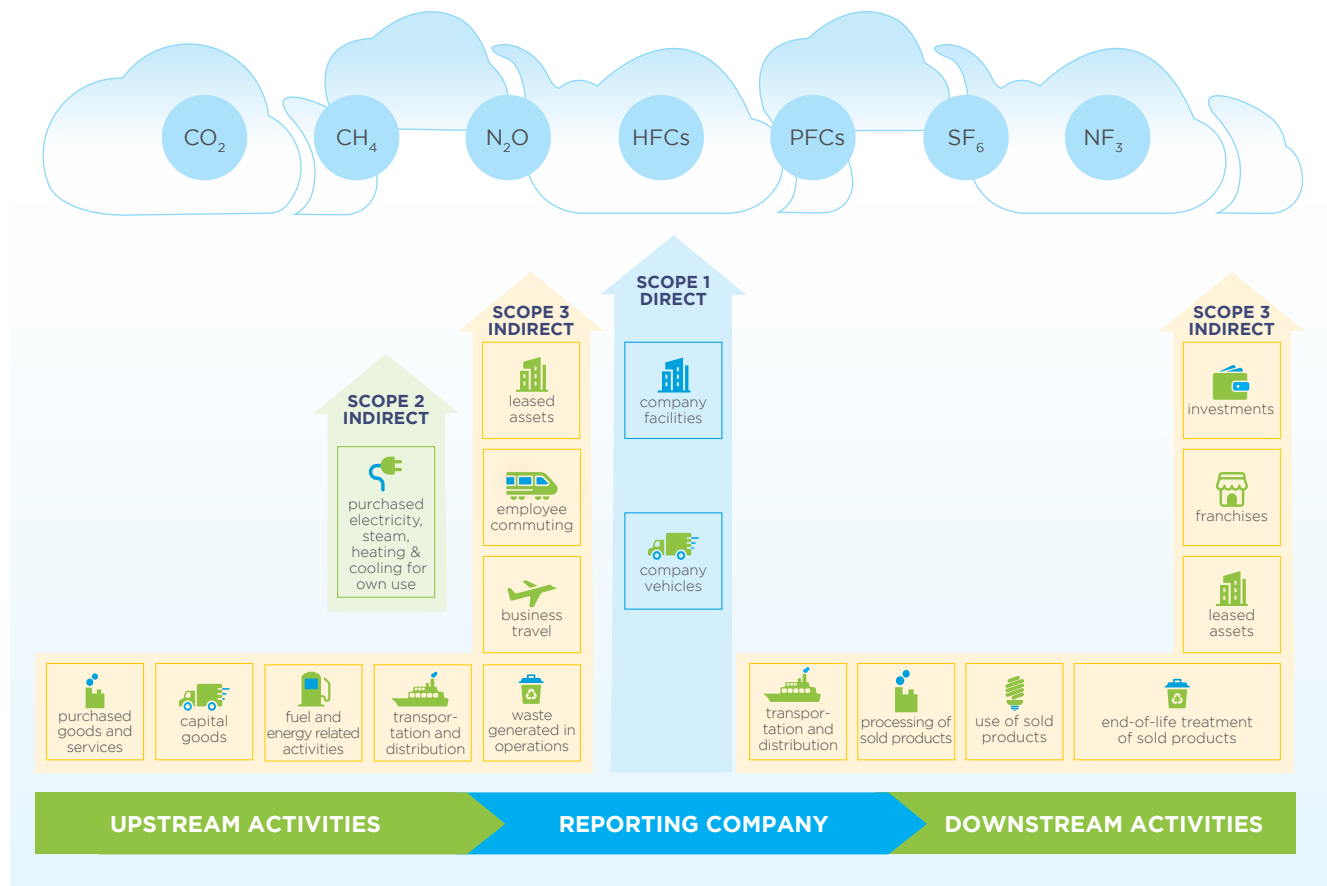 CO₂
CH₄
N₂O
HFCs
PFCs
SF₆
NF₃
SCOPE 2
INDIRECT
purchased
electricity,
steam,
heating &
cooling for
own use
SCOPE 3
INDIRECT
leased
assets
employee
commuting
business
travel
purchased
goods and
services
capital
goods
fuel and
energy related
activities
transpor-
tation and
distribution
waste
generated in
operations
SCOPE 1
DIRECT
company
facilities
company
vehicles
SCOPE 3
INDIRECT
investments
franchises
leased
assets
transpor-
tation and
distribution
processing of
sold products
use of sold
products
end-of-life treatment
of sold products
UPSTREAM ACTIVITIES
REPORTING COMPANY
DOWNSTREAM ACTIVITIES